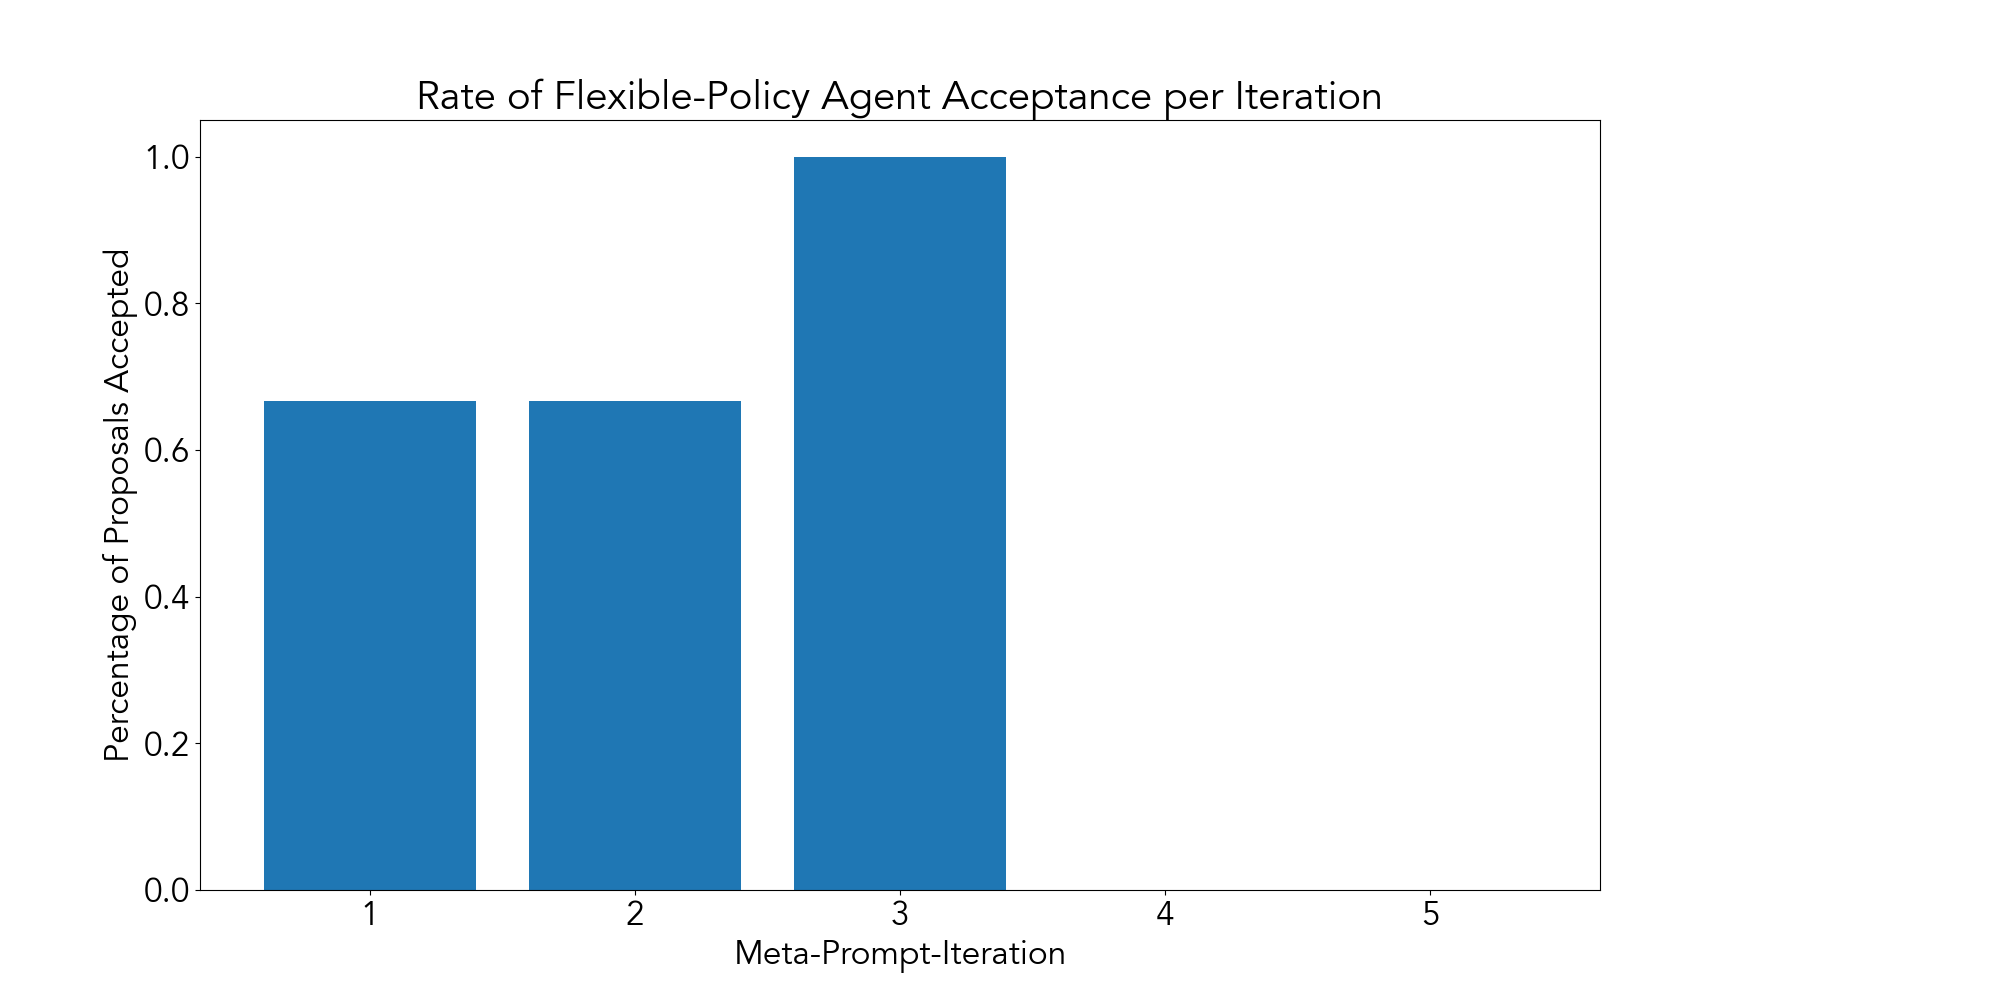 Rate of Flexible-Policy Agent Acceptance per Iteration
Percentage of Proposals Accepted
1.0
0.8
0.6
0.4
0.2
0.0
1 2 3 4 5
Meta-Prompt-Iteration